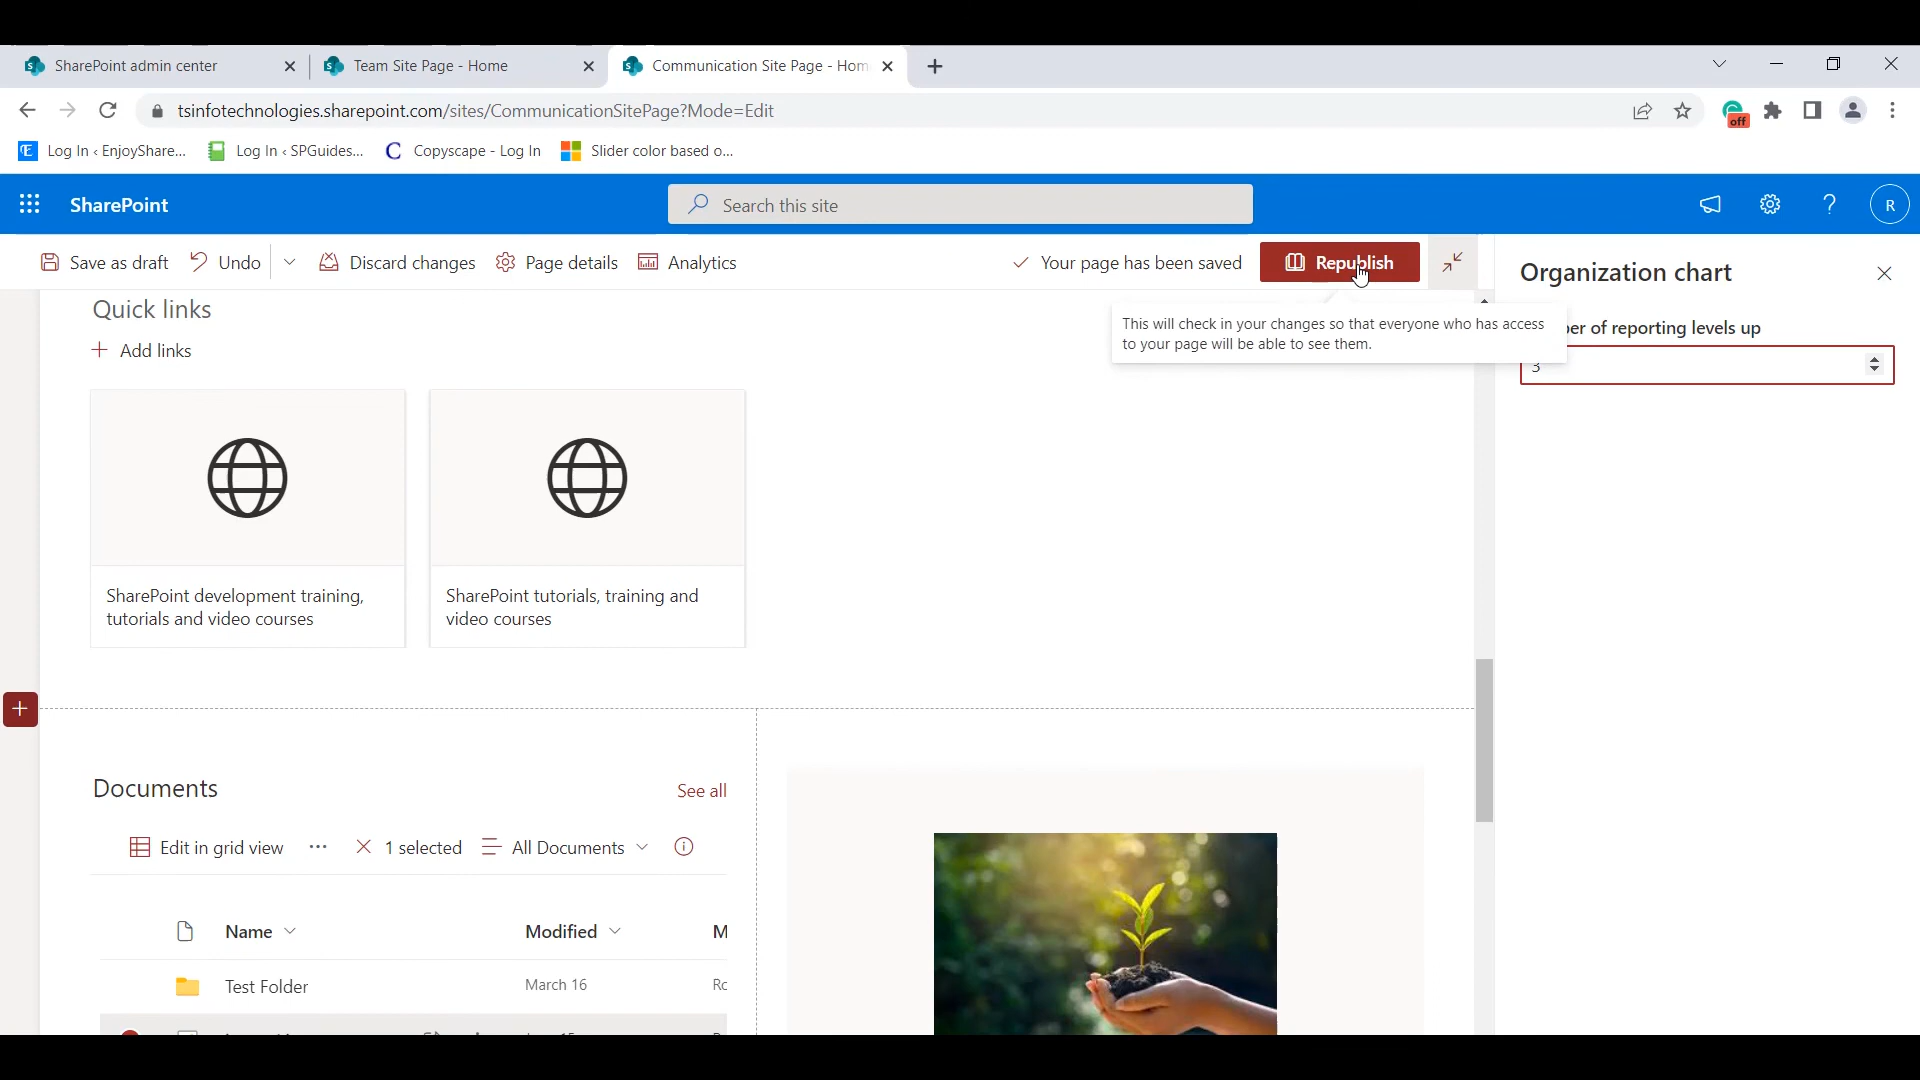 SharePoint admin center
Team Site Page - Home
Communication Site Page - Hom
tsinfotechnologies.sharepoint.com/sites/CommunicationSitePage?Mode=Edit
off
Log In ‹ EnjoyShare...
Log In ‹ SPGuides...
Copyscape - Log In
Slider color based o...
SharePoint
Search this site
R
Save as draft
Undo
Discard changes
Page details
Analytics
Your page has been saved
Republish
Organization chart
This will check in your changes so that everyone who has access
to your page will be able to see them.
ber of reporting levels up
3
Quick links
Add links
SharePoint development training,
tutorials and video courses
SharePoint tutorials, training and
video courses
Documents
See all
Edit in grid view
1 selected
All Documents
Name
Modified
M
Test Folder
March 16
Ro